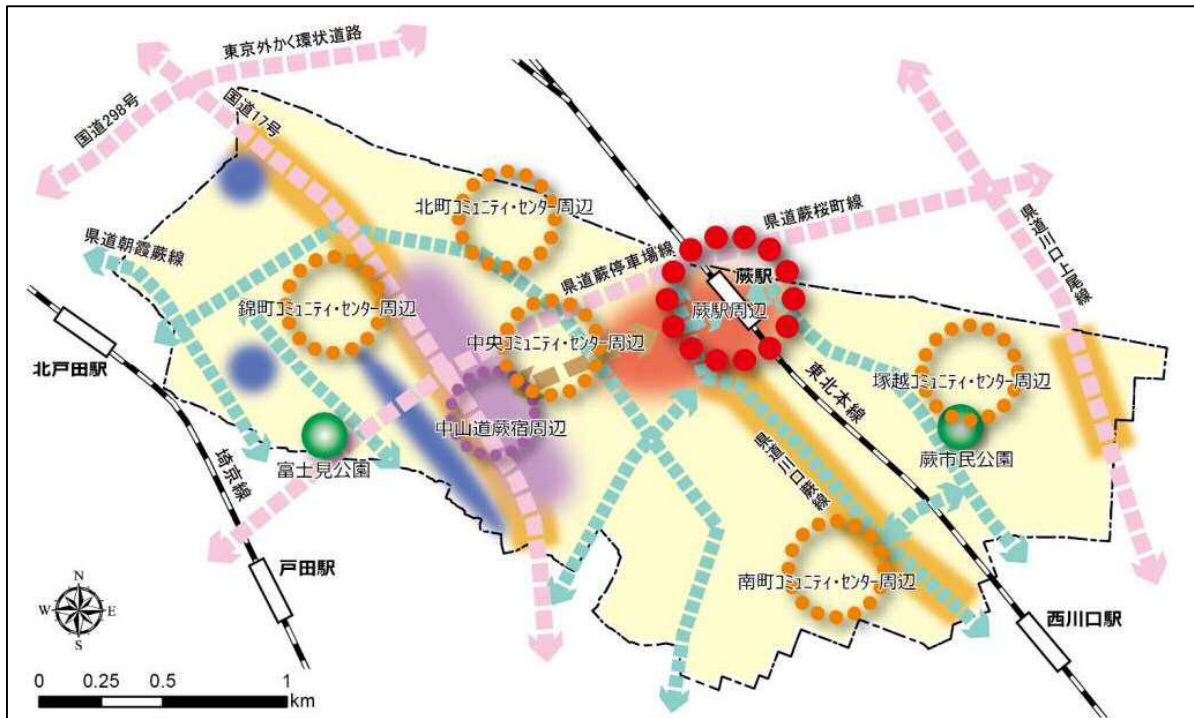 東京外かく環状道路
国道298号
国道17号
北町コミュニティ・センター周辺
県道蕨桜町線
県道朝霞蕨線
県道蕨停車場線
蕨駅
県道川口上尾線
蕨駅周辺
錦町コミュニティ・センター周辺
中央コミュニティ・センター周辺
北戸田駅
東北本線
塚越コミュニティ・センター周辺
中山道蕨宿周辺
富士見公園
蕨市民公園
埼京線
県道川口蕨線
戸田駅
南町コミュニティ・センター周辺
西川口駅
N
W E
S
0 0.25 0.5 1
km